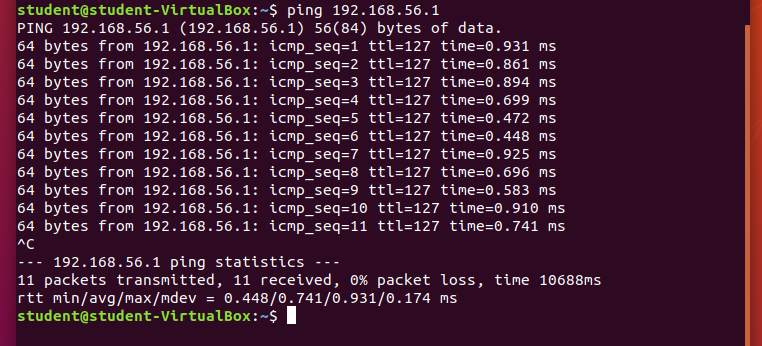 student@student-VirtualBox:~$ ping 192.168.56.1
PING 192.168.56.1 (192.168.56.1) 56(84) bytes of data.
64 bytes from 192.168.56.1: icmp_seq=1 ttl=127 time=0.931 ms
64 bytes from 192.168.56.1: icmp_seq=2 ttl=127 time=0.861 ms
64 bytes from 192.168.56.1: icmp_seq=3 ttl=127 time=0.894 ms
64 bytes from 192.168.56.1: icmp_seq=4 ttl=127 time=0.699 ms
64 bytes from 192.168.56.1: icmp_seq=5 ttl=127 time=0.472 ms
64 bytes from 192.168.56.1: icmp_seq=6 ttl=127 time=0.448 ms
64 bytes from 192.168.56.1: icmp_seq=7 ttl=127 time=0.925 ms
64 bytes from 192.168.56.1: icmp_seq=8 ttl=127 time=0.696 ms
64 bytes from 192.168.56.1: icmp_seq=9 ttl=127 time=0.583 ms
64 bytes from 192.168.56.1: icmp_seq=10 ttl=127 time=0.910 ms
64 bytes from 192.168.56.1: icmp_seq=11 ttl=127 time=0.741 ms
^C
--- 192.168.56.1 ping statistics ---
11 packets transmitted, 11 received, 0% packet loss, time 10688ms
rtt min/avg/max/mdev = 0.448/0.741/0.931/0.174 ms
student@student-VirtualBox:~$